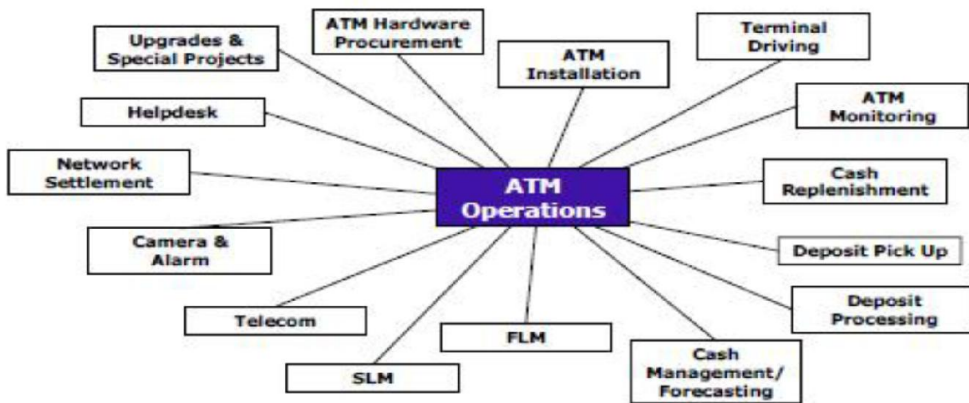 ATM Hardware
Procurement
Upgrades &
Special Projects
Terminal
Driving
ATM
Installation
Helpdesk
ATM
Monitoring
Network
Settlement
ATM
Operations
Cash
Replenishment
Camera &
Alarm
Deposit Pick Up
Telecom
Deposit
Processing
FLM
SLM
Cash
Management/
Forecasting